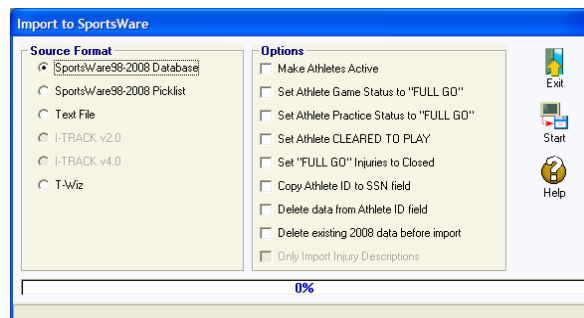 Import to SportsWare
Source Format
SportsWare98-2008 Database
SportsWare98-2008 Picklist
Text File
I-TRACK v2.0
I-TRACK v4.0
T-Wiz
Options
Make Athletes Active
Set Athlete Game Status to "FULL GO"
Set Athlete Practice Status to "FULL GO"
Set Athlete CLEARED TO PLAY
Set "FULL GO" Injuries to Closed
Copy Athlete ID to SSN field
Delete data from Athlete ID field
Delete existing 2008 data before import
Only Import Injury Descriptions
Exit
Start
Help
0%